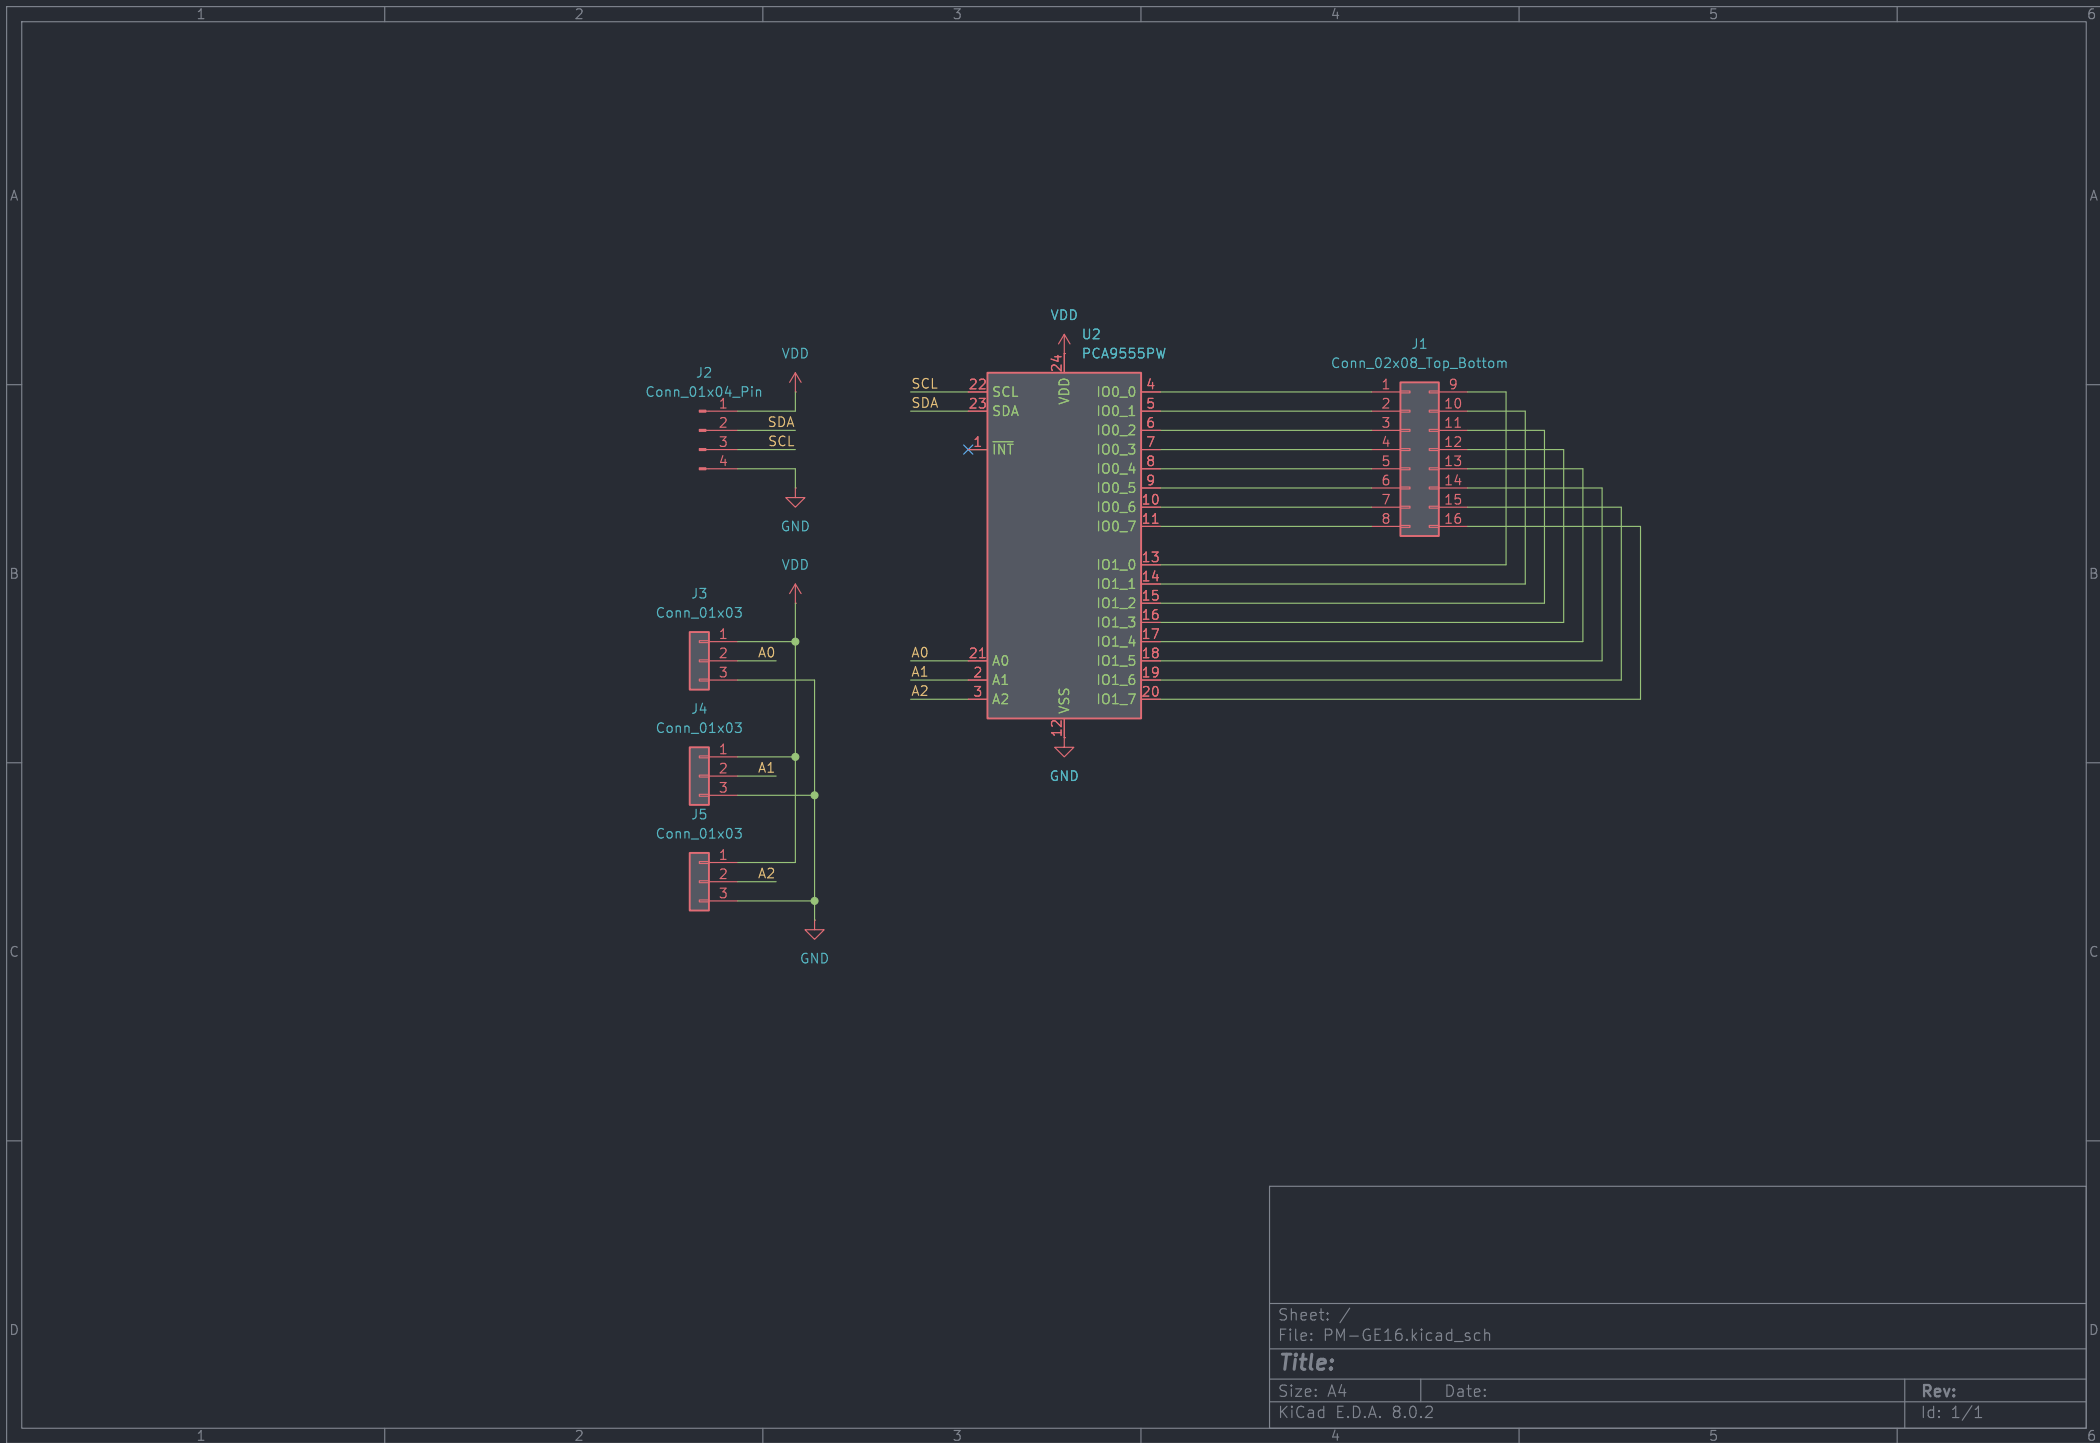 1 2 3 4 5 6
A A
VDD
U2
PCA9555PW
J1
Conn_02x08_Top_Bottom
VDD
J2
Conn_01x04_Pin
1
2 SDA
3 SCL
4
GND
24
VDD
SCL 22 SCL
SDA 23 SDA
1 INT
IO0_0 4
IO0_1 5
IO0_2 6
IO0_3 7
IO0_4 8
IO0_5 9
IO0_6 10
IO0_7 11
IO1_0 13
IO1_1 14
IO1_2 15
IO1_3 16
IO1_4 17
IO1_5 18
IO1_6 19
IO1_7 20
A0 21 A0
A1 2 A1
A2 3 A2
VSS
12
GND
1 9
2 10
3 11
4 12
5 13
6 14
7 15
8 16
B B
VDD
J3
Conn_01x03
1
2 A0
3
J4
Conn_01x03
1
2 A1
3
J5
Conn_01x03
1
2 A2
3
GND
C C
D D
Sheet: /
File: PM-GE16.kicad_sch
Title:
Size: A4 Date: Rev:
KiCad E.D.A. 8.0.2 Id: 1/1
1 2 3 4 5 6